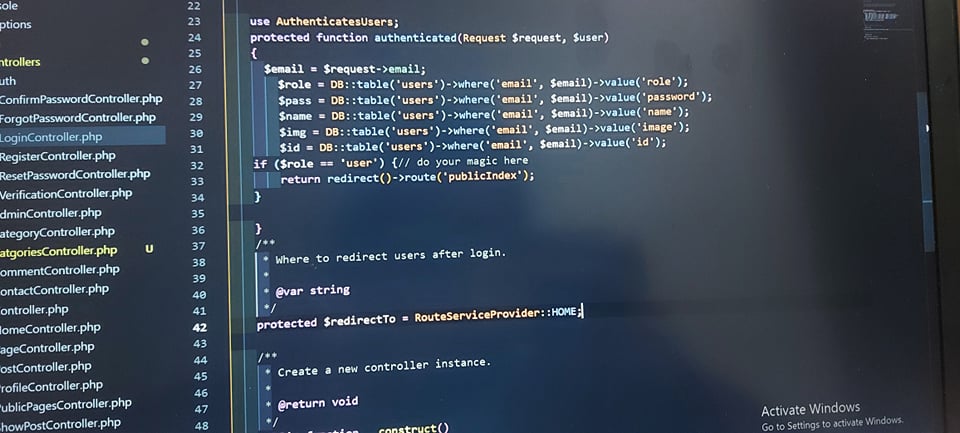 sole
ptions
ntrollers
uth
ConfirmPasswordController.php
ForgotPasswordController.php
LoginController.php
RegisterController.php
ResetPasswordController.php
VerificationController.php
dminController.php
ategoryController.php
atgoriesController.php U
ommentController.php
ontactController.php
ontroller.php
omeController.php
ageController.php
ostController.php
rofileController.php
ublicPagesController.php
howPostController.php
22
23 use AuthenticatesUsers;
24 protected function authenticated(Request $request, $user)
25 {
26 $email = $request->email;
27 $role = DB::table('users')->where('email', $email)->value('role');
28 $pass = DB::table('users')->where('email', $email)->value('password');
29 $name = DB::table('users')->where('email', $email)->value('name');
30 $img = DB::table('users')->where('email', $email)->value('image');
31 $id = DB::table('users')->where('email', $email)->value('id');
32 if ($role == 'user') {// do your magic here
33 return redirect()->route('publicIndex');
34 }
35
36 }
37 /**
38 * Where to redirect users after login.
39 *
40 * @var string
41 */
42 protected $redirectTo = RouteServiceProvider::HOME;
43
44 /**
45 * Create a new controller instance.
46 *
47 * @return void
48 */
construct()
Activate Windows
Go to Settings to activate Windows.